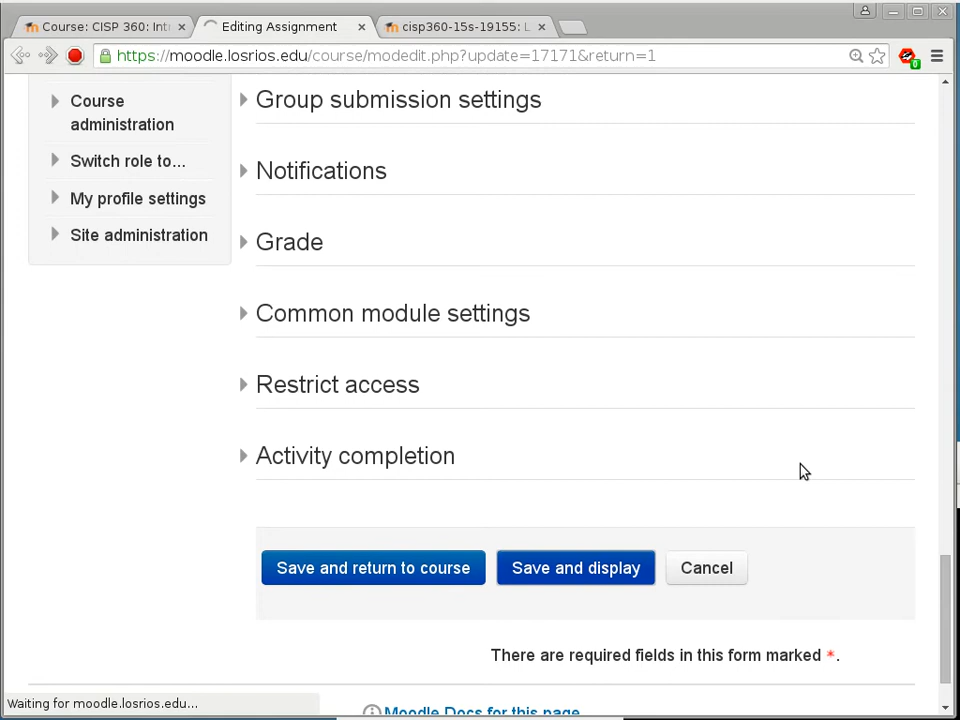 Course: CISP 360: Int
Editing Assignment
cisp360-15s-19155: L
https://moodle.losrios.edu/course/modedit.php?update=17171&return=1
0
Course
administration
Switch role to...
My profile settings
Site administration
Group submission settings
Notifications
Grade
Common module settings
Restrict access
Activity completion
Save and return to course
Save and display
Cancel
There are required fields in this form marked *.
Moodle Docs for this page
Waiting for moodle.losrios.edu...